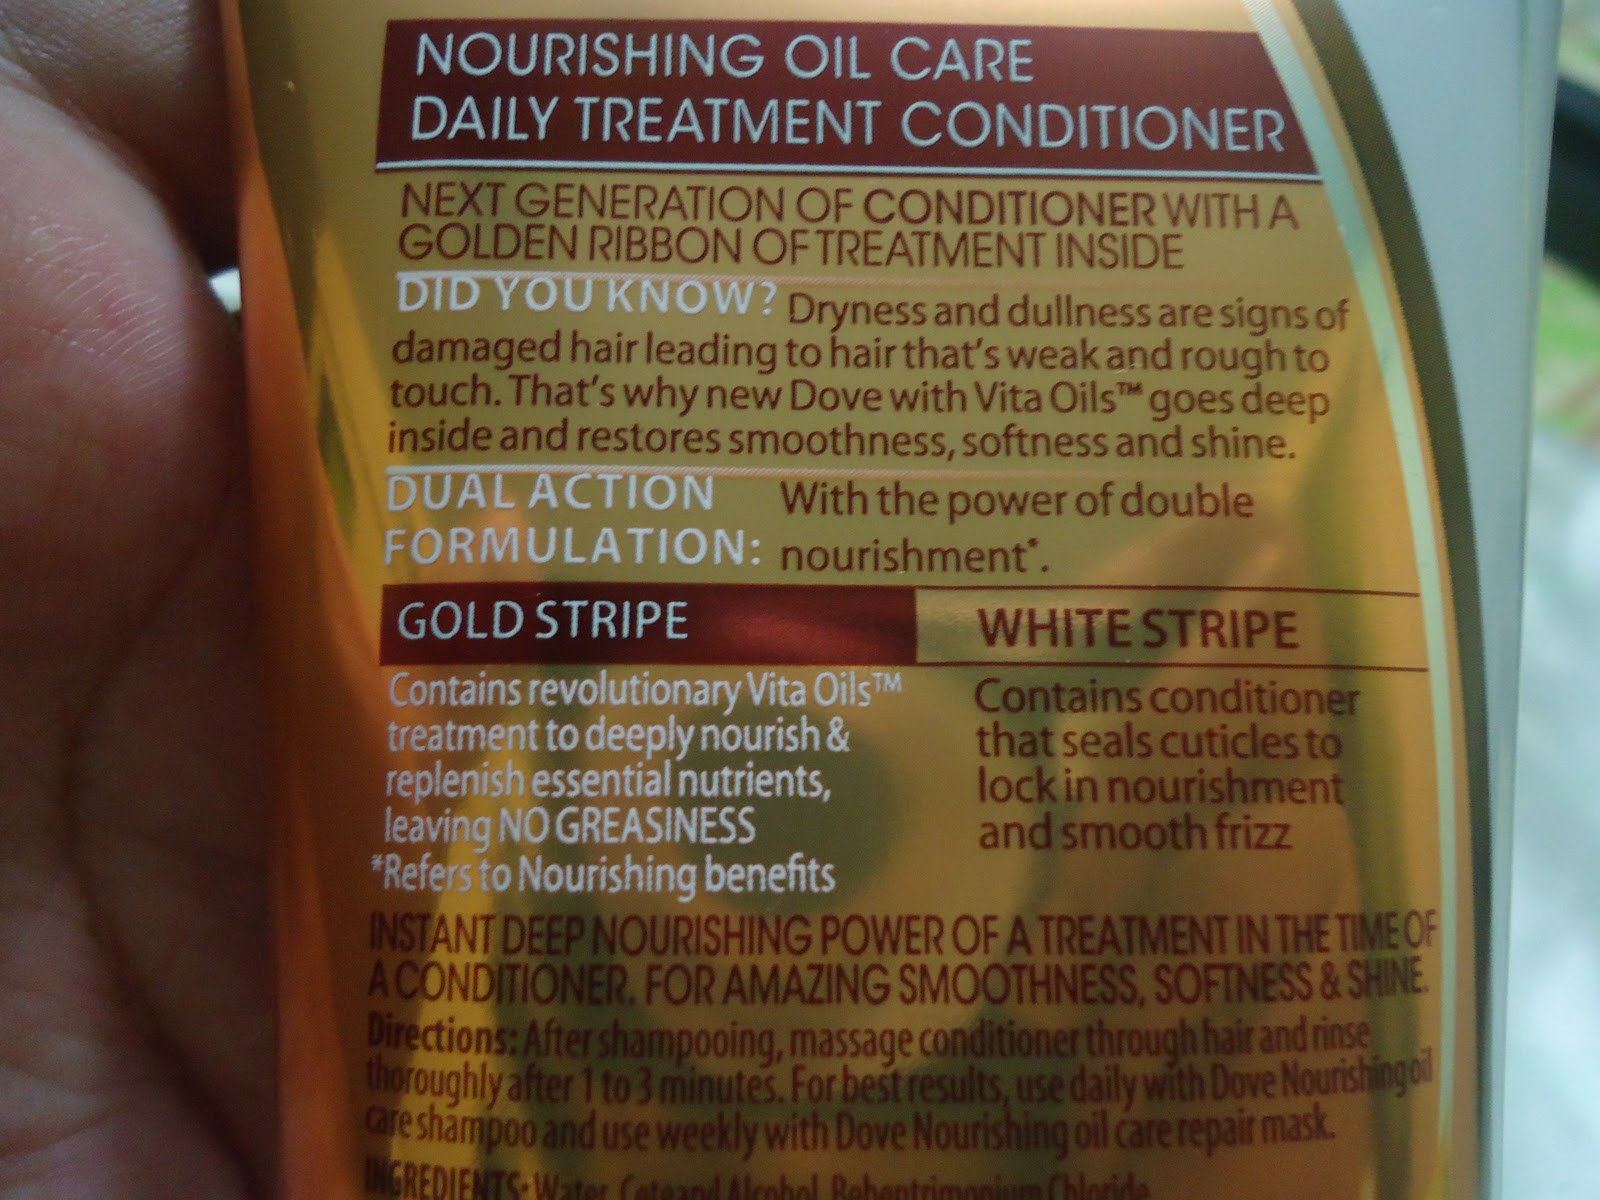 NOURISHING OIL CARE
DAILY TREATMENT CONDITIONER
NEXT GENERATION OF CONDITIONER WITH A
GOLDEN RIBBON OF TREATMENT INSIDE
DID YOU KNOW? Dryness and dullness are signs of
damaged hair leading to hair that's weak and rough to
touch. That's why new Dove with Vita Oils™ goes deep
inside and restores smoothness, softness and shine.
DUAL ACTION With the power of double
FORMULATION: nourishment*.
GOLD STRIPE
Contains revolutionary Vita Oils™
treatment to deeply nourish &
replenish essential nutrients,
leaving NO GREASINESS
*Refers to Nourishing benefits
WHITE STRIPE
Contains conditioner
that seals cuticles to
lock in nourishment
and smooth frizz
INSTANT DEEP NOURISHING POWER OF A TREATMENT IN THE TIME OF
A CONDITIONER. FOR AMAZING SMOOTHNESS, SOFTNESS & SHINE.
Directions: After shampooing, massage conditioner through hair and rinse
thoroughly after 1 to 3 minutes. For best results, use daily with Dove Nourishing oil
care shampoo and use weekly with Dove Nourishing oil care repair mask.
INGREDIENTS: Water, Cetearyl Alcohol, Behentrimonium Chloride